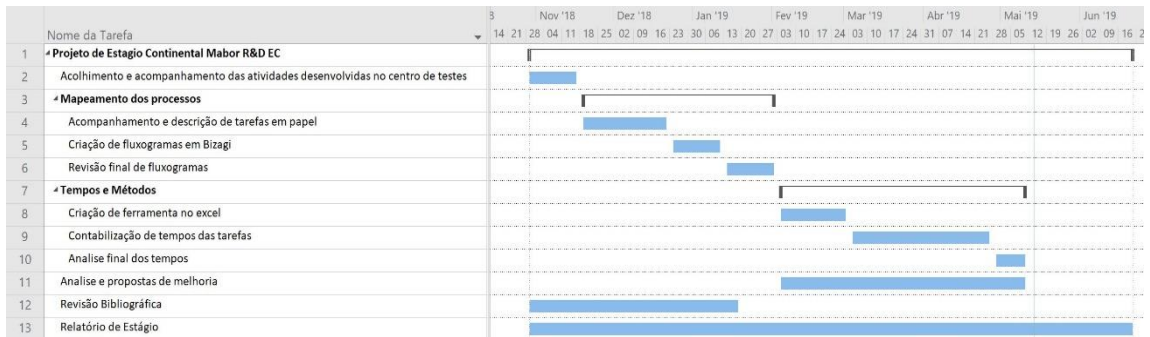 8 Nov '18 Dez '18 Jan '19 Fev '19 Mar '19 Abr '19 Mai '19 Jun '19
Nome da Tarefa 14 21 28 04 11 18 25 02 09 16 23 30 06 13 20 27 03 10 17 24 03 10 17 24 31 07 14 21 28 05 12 19 26 02 09 16 2
1 Projeto de Estagio Continental Mabor R&D EC
2 Acolhimento e acompanhamento das atividades desenvolvidas no centro de testes
3 Mapeamento dos processos
4 Acompanhamento e descrição de tarefas em papel
5 Criação de fluxogramas em Bizagi
6 Revisão final de fluxogramas
7 Tempos e Métodos
8 Criação de ferramenta no excel
9 Contabilização de tempos das tarefas
10 Analise final dos tempos
11 Analise e propostas de melhoria
12 Revisão Bibliográfica
13 Relatório de Estágio